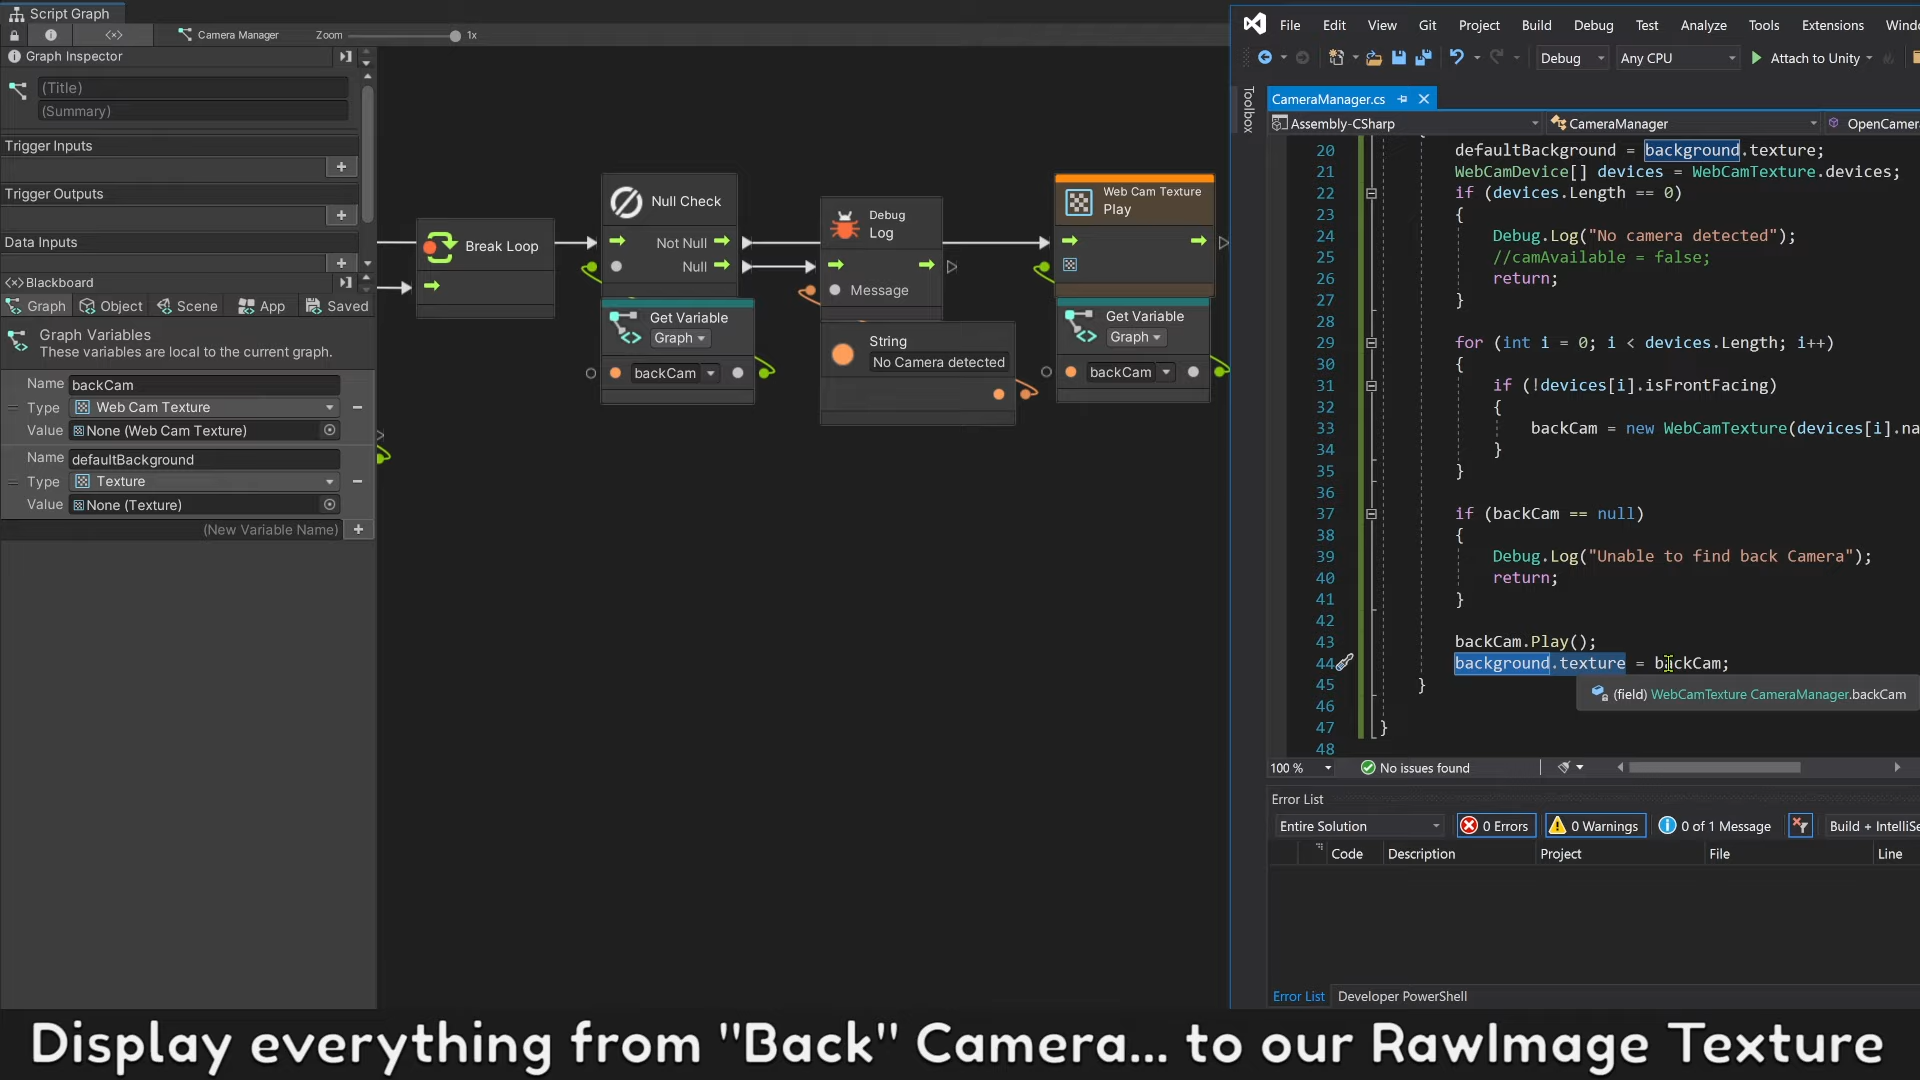 Script Graph
Camera Manager Zoom 1x
Graph Inspector
(Title)
(Summary)
Trigger Inputs
Trigger Outputs
Data Inputs
<×> Blackboard
Graph Object Scene App Saved
Graph Variables
These variables are local to the current graph.
Name backCam
Type Web Cam Texture
Value None (Web Cam Texture)
Name defaultBackground
Type Texture
Value None (Texture)
(New Variable Name)
Break Loop
Null Check
Not Null
Null
Get Variable
Graph
backCam
Debug
Log
Message
String
No Camera detected
Web Cam Texture
Play
Get Variable
Graph
backCam
File Edit View Git Project Build Debug Test Analyze Tools Extensions Windo
Debug Any CPU Attach to Unity
Toolbox
CameraManager.cs
Assembly-CSharp CameraManager OpenCamer
20 defaultBackground = background.texture;
21 WebCamDevice[] devices = WebCamTexture.devices;
22 if (devices.Length == 0)
23 {
24 Debug.Log("No camera detected");
25 //camAvailable = false;
26 return;
27 }
28
29 for (int i = 0; i < devices.Length; i++)
30 {
31 if (!devices[i].isFrontFacing)
32 {
33 backCam = new WebCamTexture(devices[i].na
34 }
35 }
36
37 if (backCam == null)
38 {
39 Debug.Log("Unable to find back Camera");
40 return;
41 }
42
43 backCam.Play();
44 background.texture = backCam;
45 }
46
47 }
48
(field) WebCamTexture CameraManager.backCam
100 % No issues found
Error List
Entire Solution 0 Errors 0 Warnings 0 of 1 Message Build + IntelliSe
Code Description Project File Line
Error List Developer PowerShell
Display everything from "Back" Camera... to our RawImage Texture